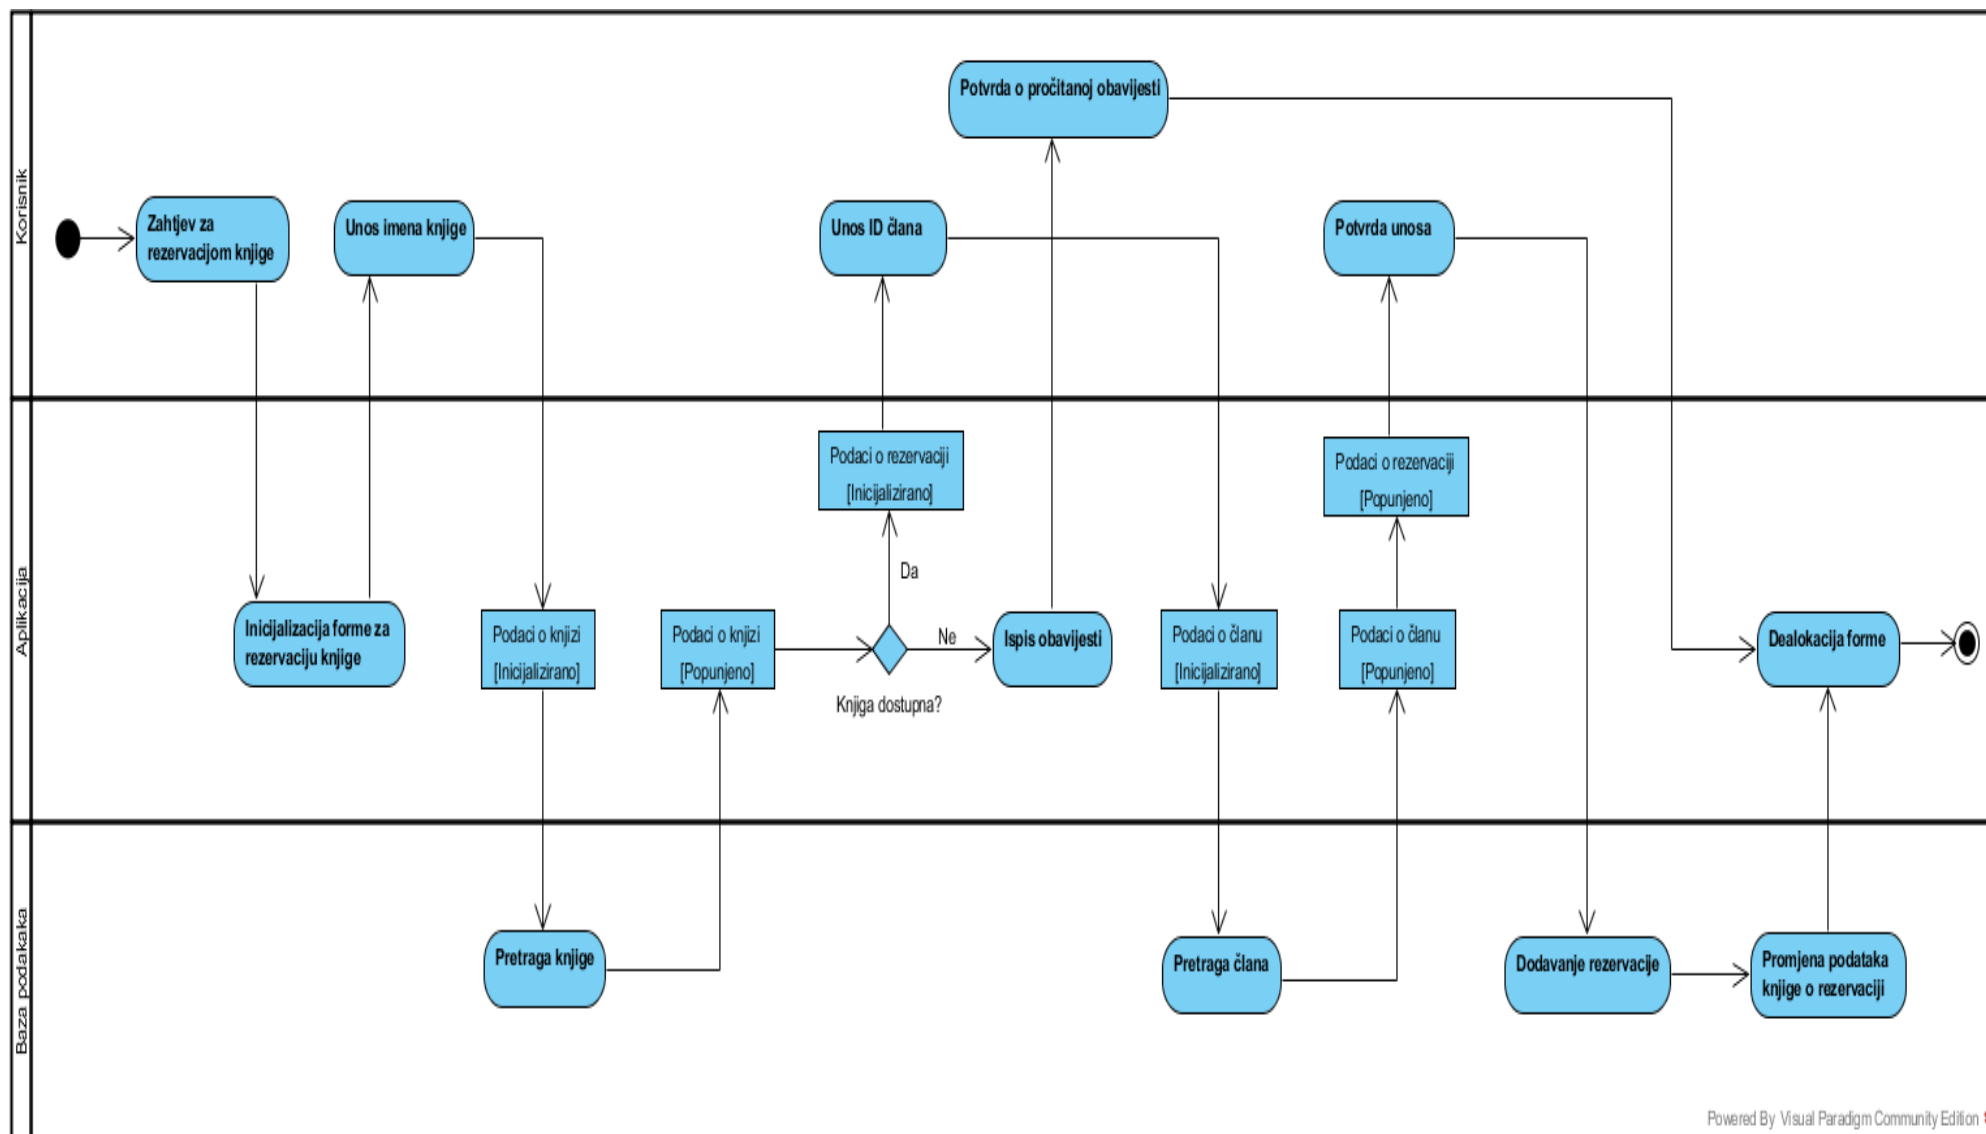 Korisnik
Potvrda o pročitanoj obavijesti
Zahtjev za
rezervacijom knjige
Unos imena knjige
Unos ID člana
Potvrda unosa
Aplikacija
Podaci o rezervaciji
[Inicijalizirano]
Podaci o rezervaciji
[Popunjeno]
Da
Inicijalizacija forme za
rezervaciju knjige
Podaci o knjizi
[Inicijalizirano]
Podaci o knjizi
[Popunjeno]
Knjiga dostupna?
Ne
Ispis obavijesti
Podaci o članu
[Inicijalizirano]
Podaci o članu
[Popunjeno]
Dealokacija forme
Baza podakaka
Pretraga knjige
Pretraga člana
Dodavanje rezervacije
Promjena podataka
knjige o rezervaciji
Powered By Visual Paradigm Community Edition